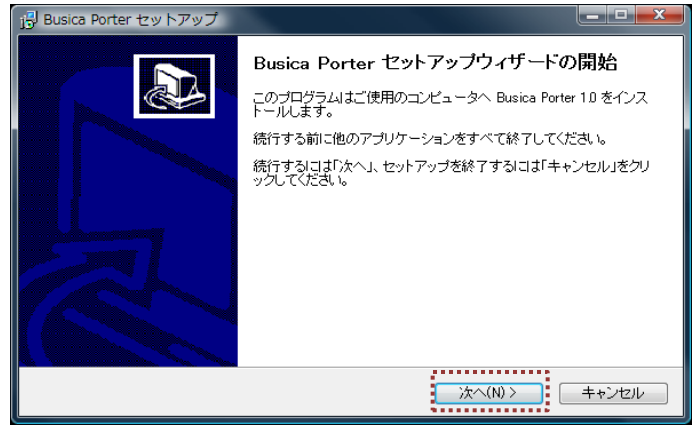 Busica Porter セットアップ
Busica Porter セットアップウィザードの開始
このプログラムはご使用のコンピュータへ Busica Porter 1.0 をインス
トールします。
続行する前に他のアプリケーションをすべて終了してください。
続行するには「次へ」、セットアップを終了するには「キャンセル」をクリ
ックしてください。
次へ(N) >
キャンセル